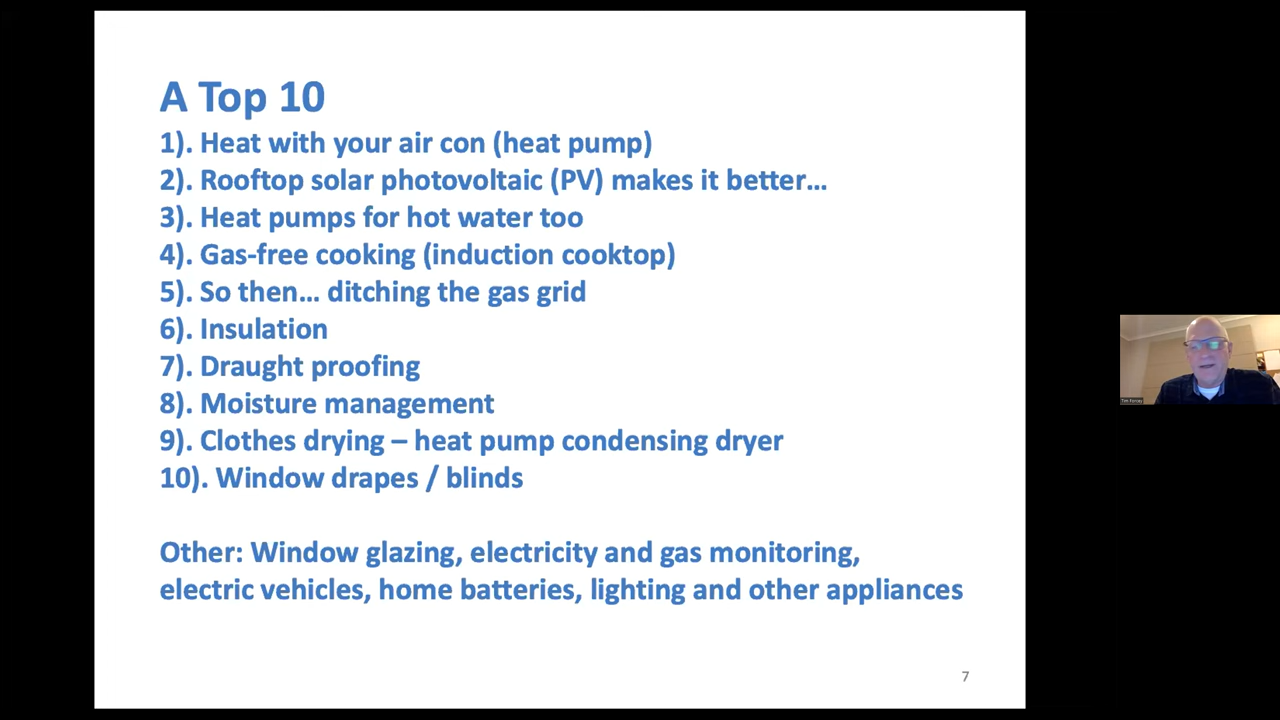 A Top 10
1). Heat with your air con (heat pump)
2). Rooftop solar photovoltaic (PV) makes it better...
3). Heat pumps for hot water too
4). Gas-free cooking (induction cooktop)
5). So then... ditching the gas grid
6). Insulation
7). Draught proofing
8). Moisture management
9). Clothes drying – heat pump condensing dryer
10). Window drapes / blinds
Other: Window glazing, electricity and gas monitoring,
electric vehicles, home batteries, lighting and other appliances
7
Tim Forcey